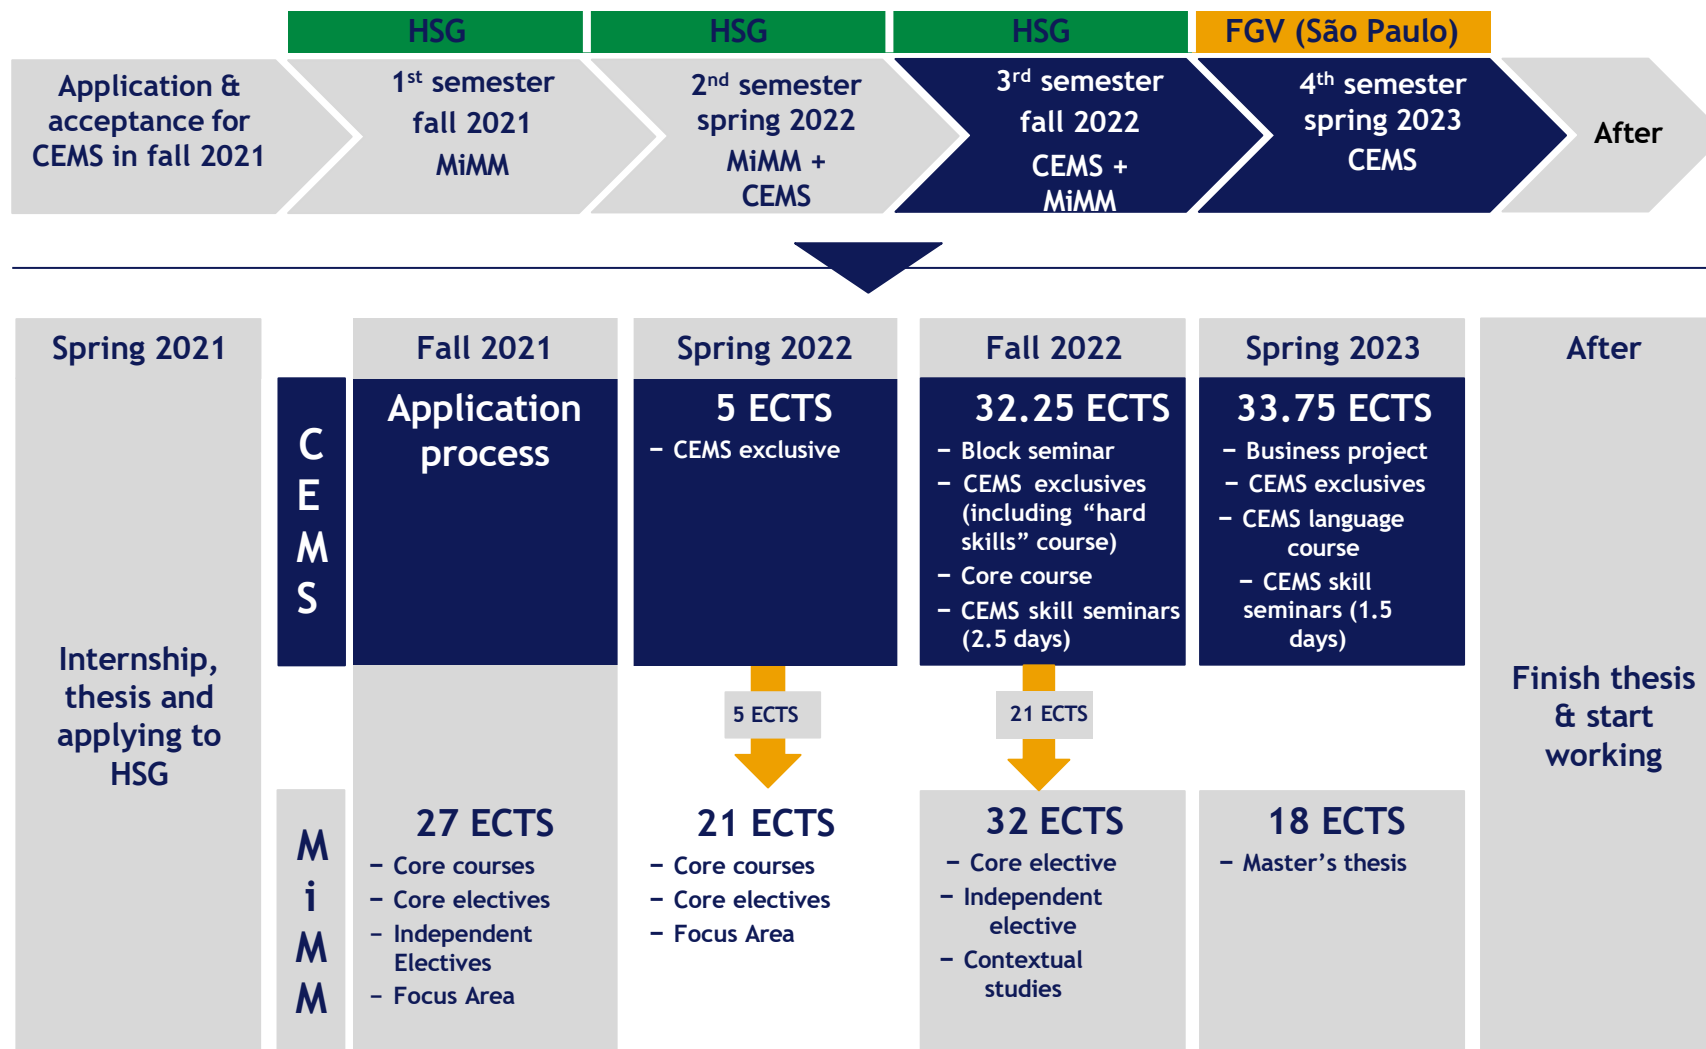 HSG
HSG
HSG
FGV (São Paulo)
Application &
acceptance for
CEMS in fall 2021
1st semester
fall 2021
MiMM
2nd semester
spring 2022
MiMM +
CEMS
3rd semester
fall 2022
CEMS +
MiMM
4th semester
spring 2023
CEMS
After
Spring 2021
Internship,
thesis and
applying to
HSG
C
E
M
S
M
i
M
M
Fall 2021
Application
process
27 ECTS
– Core courses
– Core electives
– Independent
Electives
– Focus Area
Spring 2022
5 ECTS
– CEMS exclusive
5 ECTS
21 ECTS
– Core courses
– Core electives
– Focus Area
Fall 2022
32.25 ECTS
– Block seminar
– CEMS exclusives
(including “hard
skills” course)
– Core course
– CEMS skill seminars
(2.5 days)
21 ECTS
32 ECTS
– Core elective
– Independent
elective
– Contextual
studies
Spring 2023
33.75 ECTS
– Business project
– CEMS exclusives
– CEMS language
course
– CEMS skill
seminars (1.5
days)
18 ECTS
– Master’s thesis
After
Finish thesis
& start
working